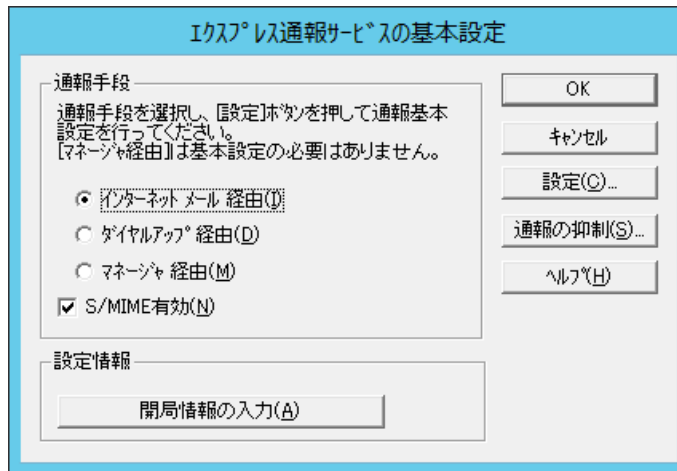 ｴｸｽﾌﾟﾚｽ通報ｻｰﾋﾞｽの基本設定
通報手段
通報手段を選択し、[設定]ﾎﾞﾀﾝを押して通報基本
設定を行ってください。
[ﾏﾈｰｼﾞｬ経由]は基本設定の必要はありません。
ｲﾝﾀｰﾈｯﾄ ﾒｰﾙ 経由(I)
ﾀﾞｲﾔﾙｱｯﾌﾟ 経由(D)
ﾏﾈｰｼﾞｬ 経由(M)
S/MIME有効(N)
設定情報
開局情報の入力(A)
OK
ｷｬﾝｾﾙ
設定(C)...
通報の抑制(S)...
ﾍﾙﾌﾟ(H)